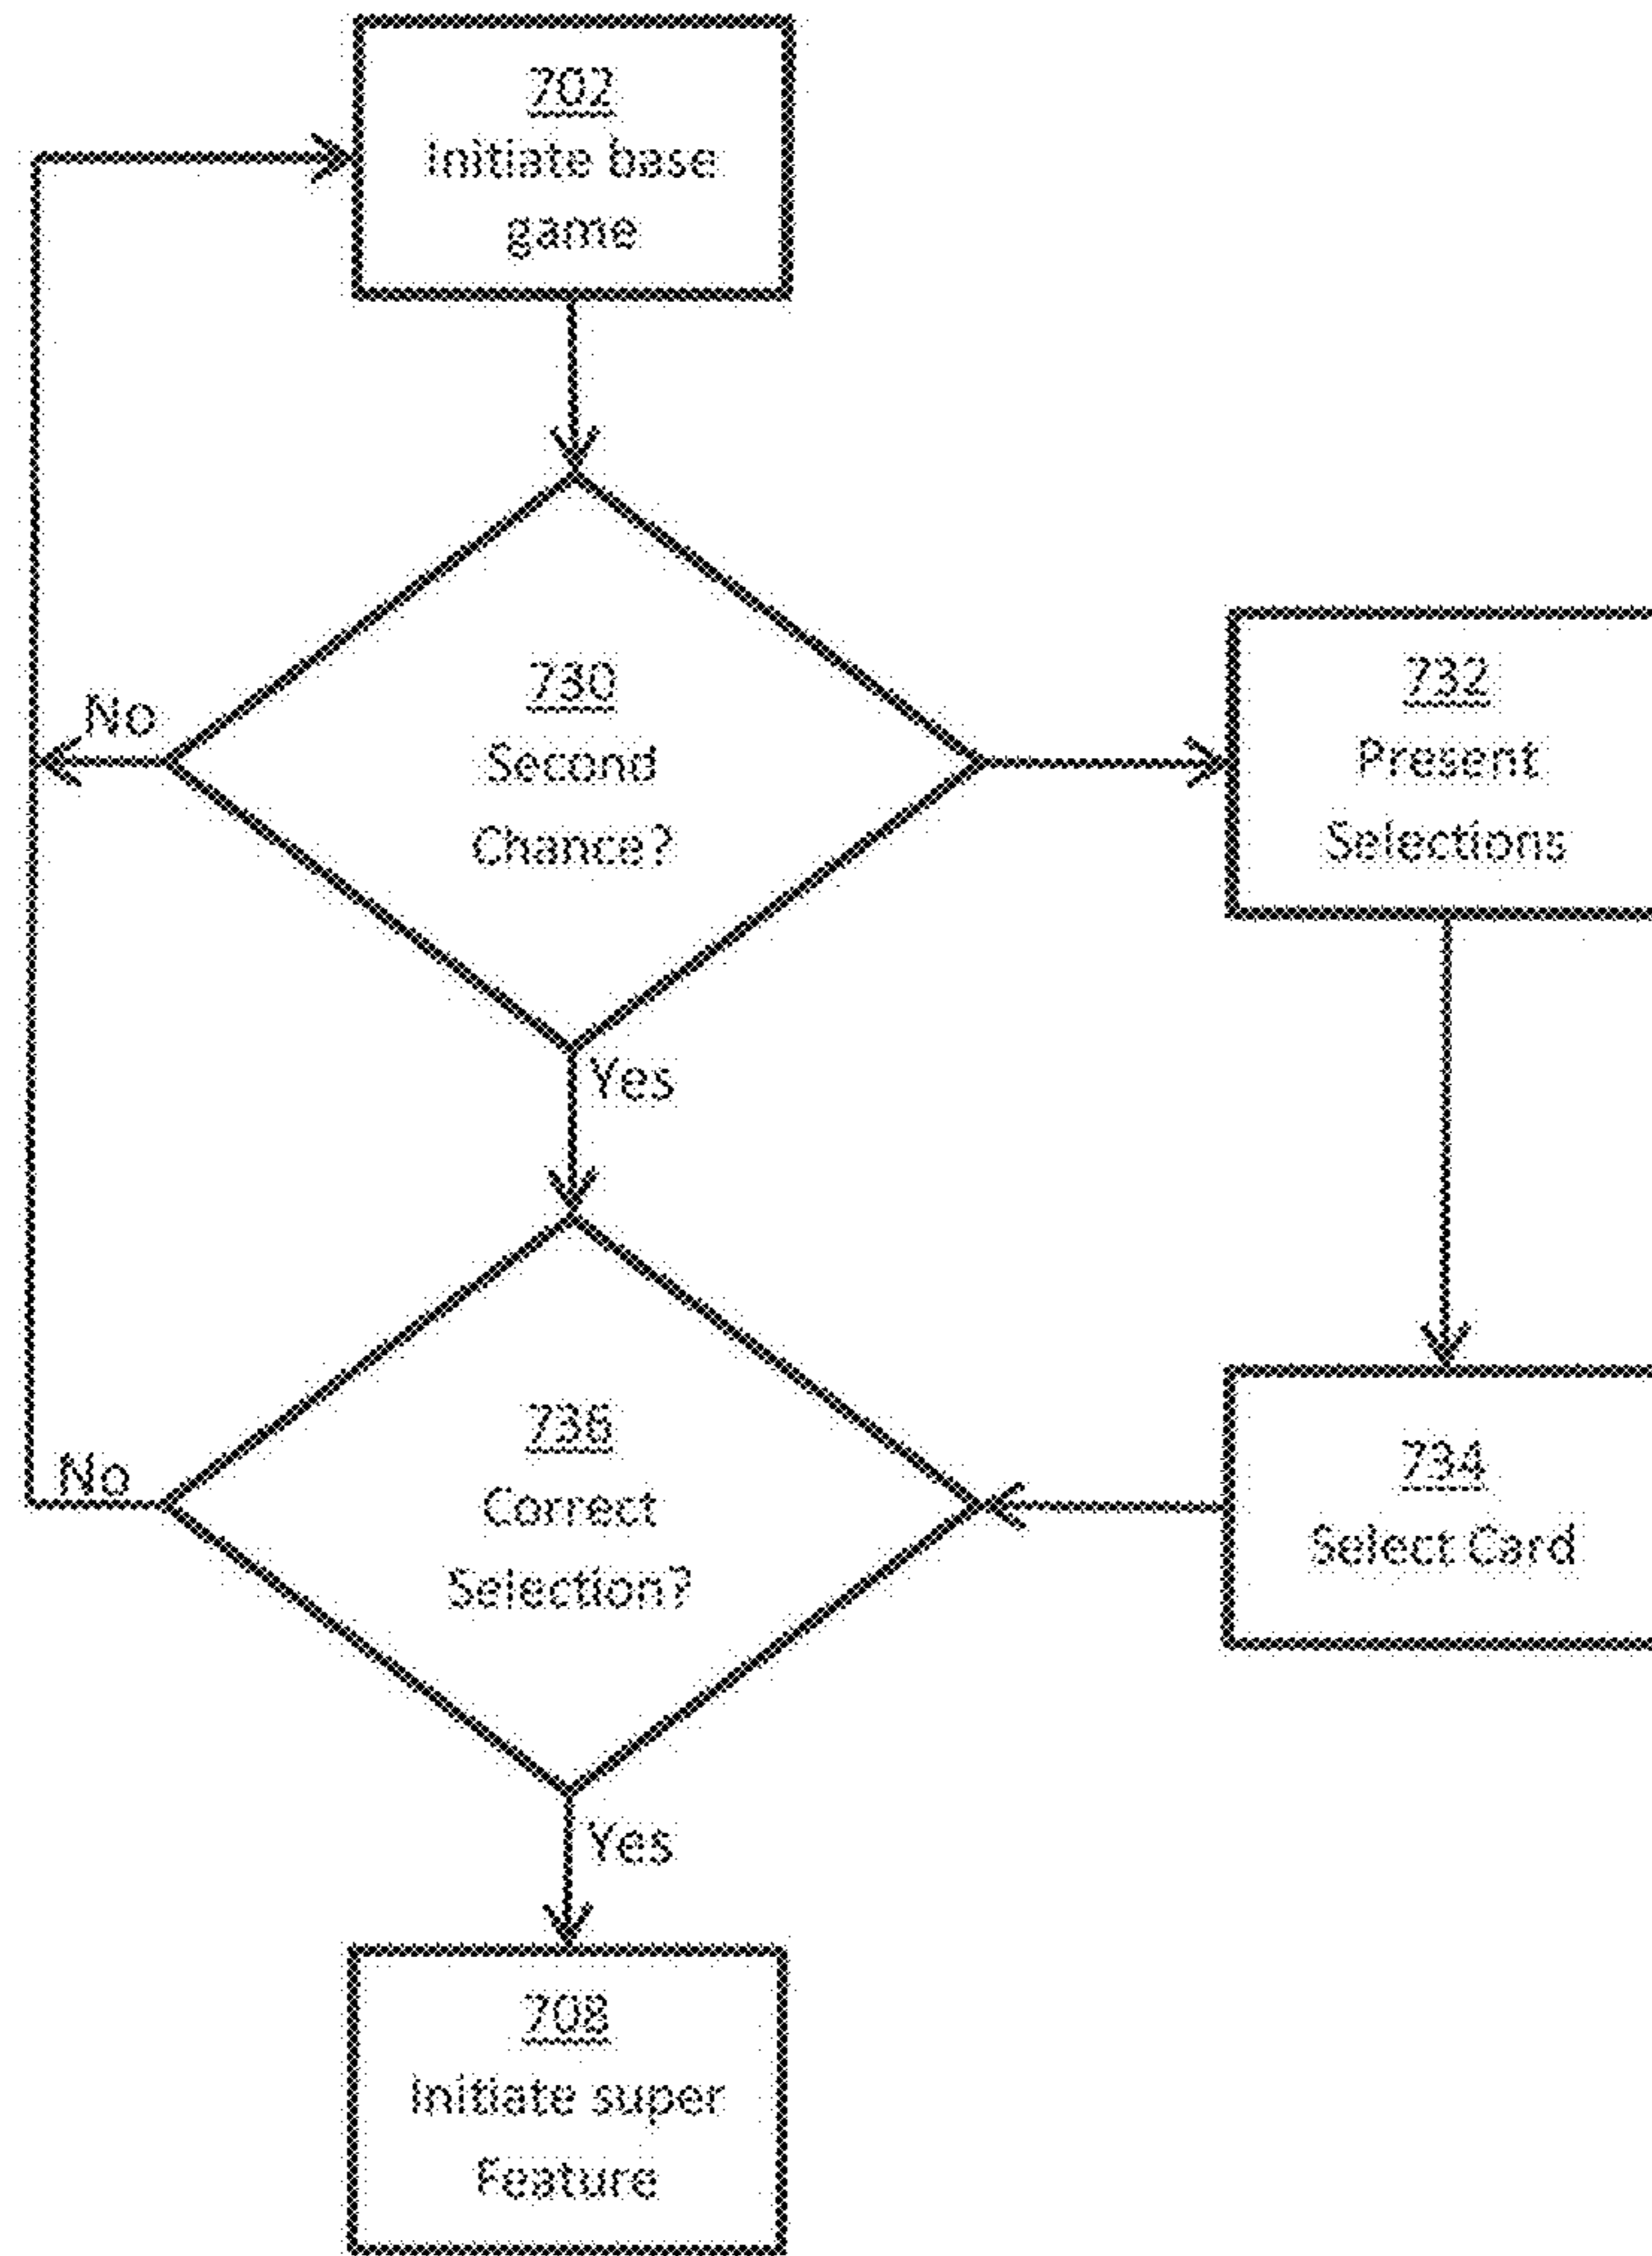 702
Initiate base
game
730
Second
Chance?
No
732
Present
Selections
Yes
736
Correct
Selection?
No
734
Select Card
Yes
708
Initiate super
Feature